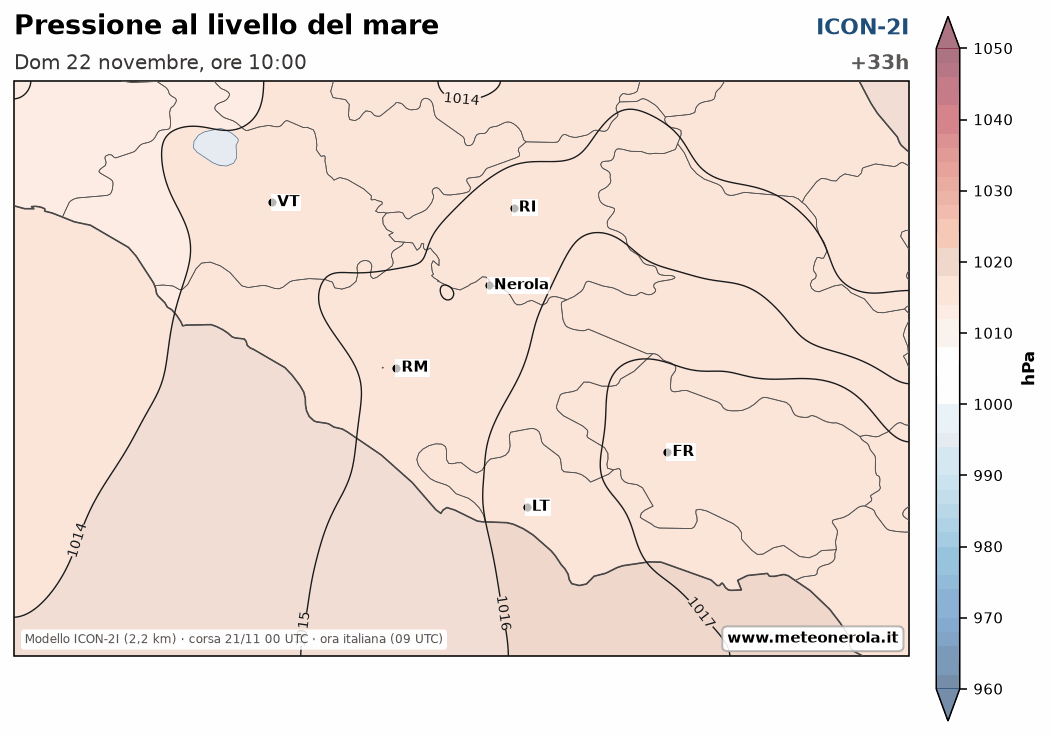 Pressione al livello del mare
ICON-2I
Dom 22 novembre, ore 10:00
+33h
1014
VT
RI
Nerola
RM
FR
LT
1014
15
1016
1017
Modello ICON-2I (2,2 km) · corsa 21/11 00 UTC · ora italiana (09 UTC)
www.meteonerola.it
1050
1040
1030
1020
1010
1000
990
980
970
960
hPa